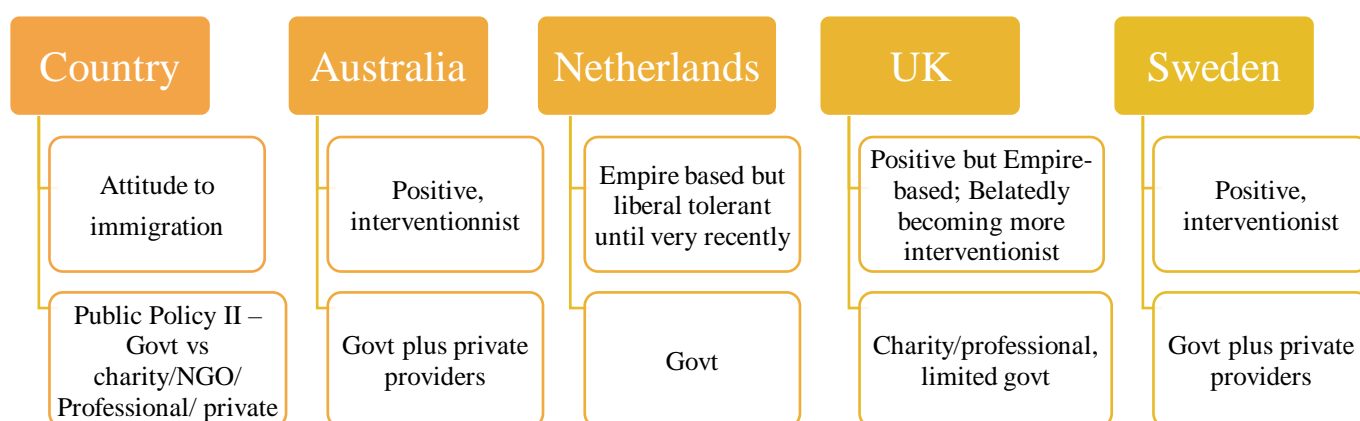 Country
Australia
Netherlands
UK
Sweden
Attitude to
immigration
Positive,
interventionnist
Empire based but
liberal tolerant
until very recently
Positive but Empire-
based; Belatedly
becoming more
interventionist
Positive,
interventionist
Public Policy II –
Govt vs
charity/NGO/
Professional/ private
Govt plus private
providers
Govt
Charity/professional,
limited govt
Govt plus private
providers